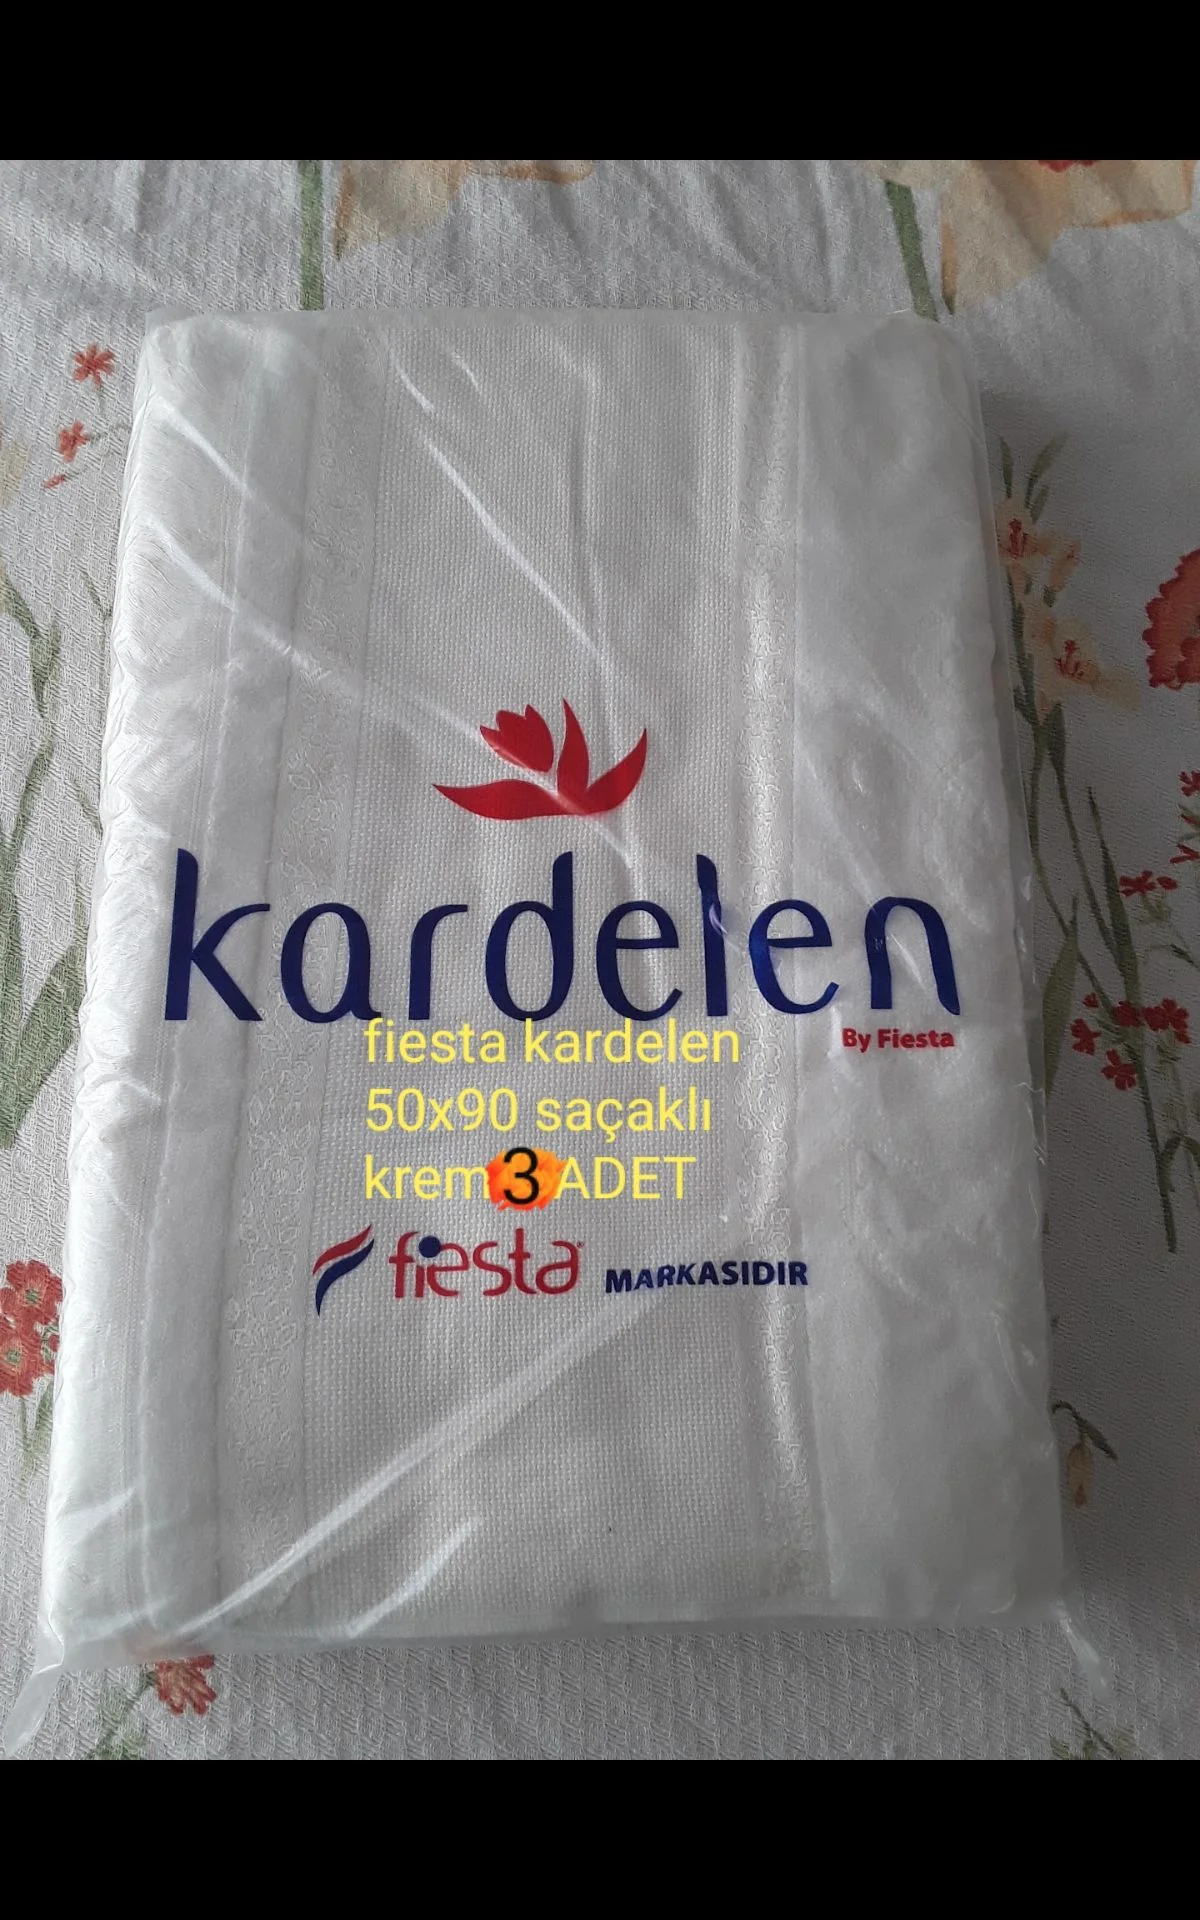 kardelen
By Fiesta
fiesta kardelen
50x90 saçaklı
krem 3 ADET
fiesta MARKASIDIR